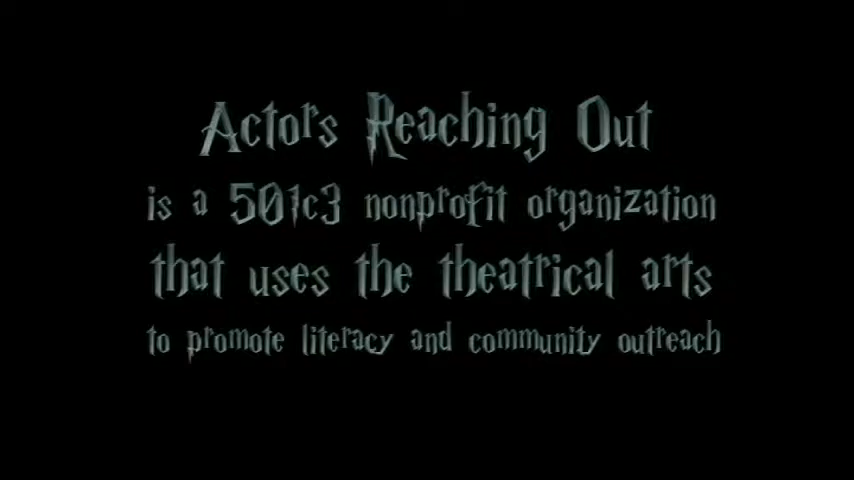 Actors Reaching Out
is a 501c3 nonprofit organization
that uses the theatrical arts
to promote literacy and community outreach